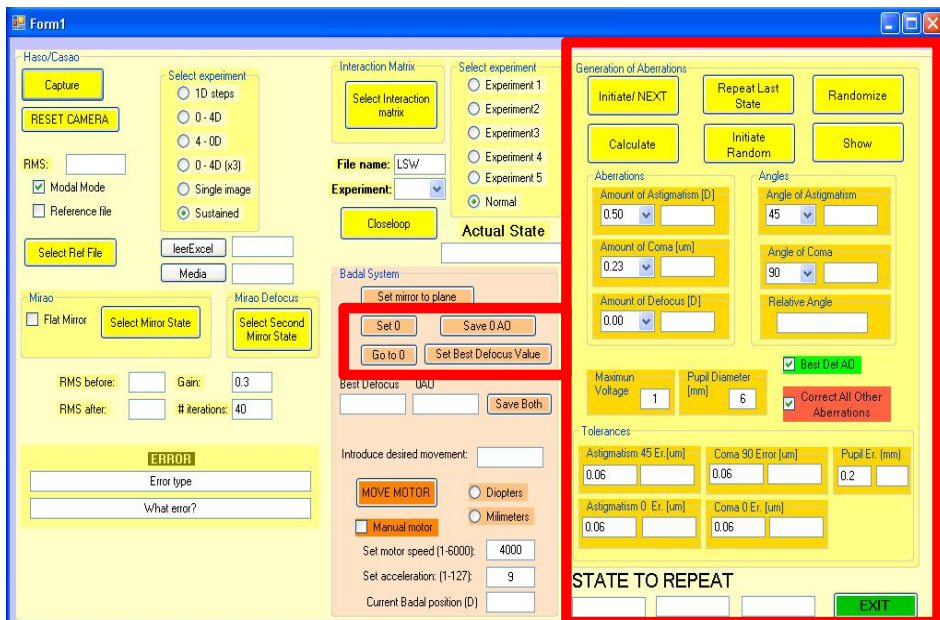 Form1
Haso/Casao
Capture
RESET CAMERA
RMS:
Modal Mode
Reference file
Select Ref File
Select experiment
1D steps
0 - 4D
4 - 0D
0 - 4D (x3)
Single image
Sustained
leerExcel
Media
Mirao
Flat Mirror
Select Mirror State
Mirao Defocus
Select Second
Mirror State
RMS before:
Gain:
0.3
RMS after:
# iterations:
40
ERROR
Error type
What error?
Interaction Matrix
Select Interaction
matrix
File name:
LSW
Experiment:
Closeloop
Select experiment
Experiment 1
Experiment2
Experiment3
Experiment 4
Experiment 5
Normal
Actual State
Badal System
Set mirror to plane
Set 0
Save 0 AO
Go to 0
Set Best Defocus Value
Best Defocus
0AO
Save Both
Introduce desired movement:
MOVE MOTOR
Diopters
Milimeters
Manual motor
Set motor speed (1-6000):
4000
Set acceleration: (1-127):
9
Current Badal position (D)
Generation of Aberrations
Initiate/ NEXT
Repeat Last
State
Randomize
Calculate
Initiate
Random
Show
Aberrations
Amount of Astigmatism [D]
0.50
Amount of Coma [um]
0.23
Amount of Defocus [D]
0.00
Angles
Angle of Astigmatism
45
Angle of Coma
90
Relative Angle
Maximun
Voltage
1
Pupil Diameter
[mm]
6
Best Def AO
Correct All Other
Aberrations
Tolerances
Astigmatism 45 Er.[um]
0.06
Coma 90 Error [um]
0.06
Pupil Er. (mm)
0.2
Astigmatism 0 Er. [um]
0.06
Coma 0 Er. [um]
0.06
STATE TO REPEAT
EXIT